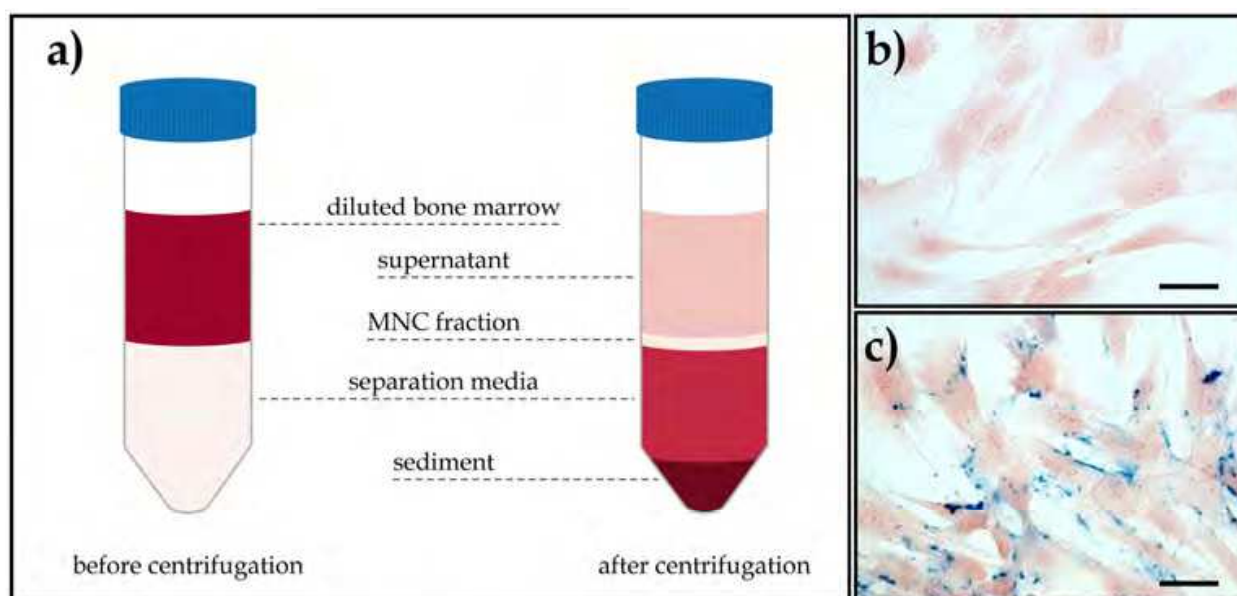 a)
diluted bone marrow
supernatant
MNC fraction
separation media
sediment
before centrifugation
after centrifugation
b)
c)